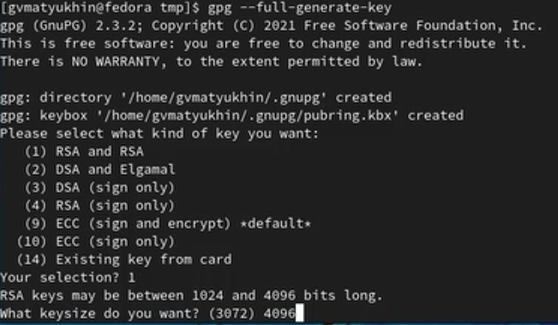 [gvmatyukhin@fedora tmp]$ gpg --full-generate-key
gpg (GnuPG) 2.3.2; Copyright (C) 2021 Free Software Foundation, Inc.
This is free software: you are free to change and redistribute it.
There is NO WARRANTY, to the extent permitted by law.

gpg: directory '/home/gvmatyukhin/.gnupg' created
gpg: keybox '/home/gvmatyukhin/.gnupg/pubring.kbx' created
Please select what kind of key you want:
   (1) RSA and RSA
   (2) DSA and Elgamal
   (3) DSA (sign only)
   (4) RSA (sign only)
   (9) ECC (sign and encrypt) *default*
  (10) ECC (sign only)
  (14) Existing key from card
Your selection? 1
RSA keys may be between 1024 and 4096 bits long.
What keysize do you want? (3072) 4096